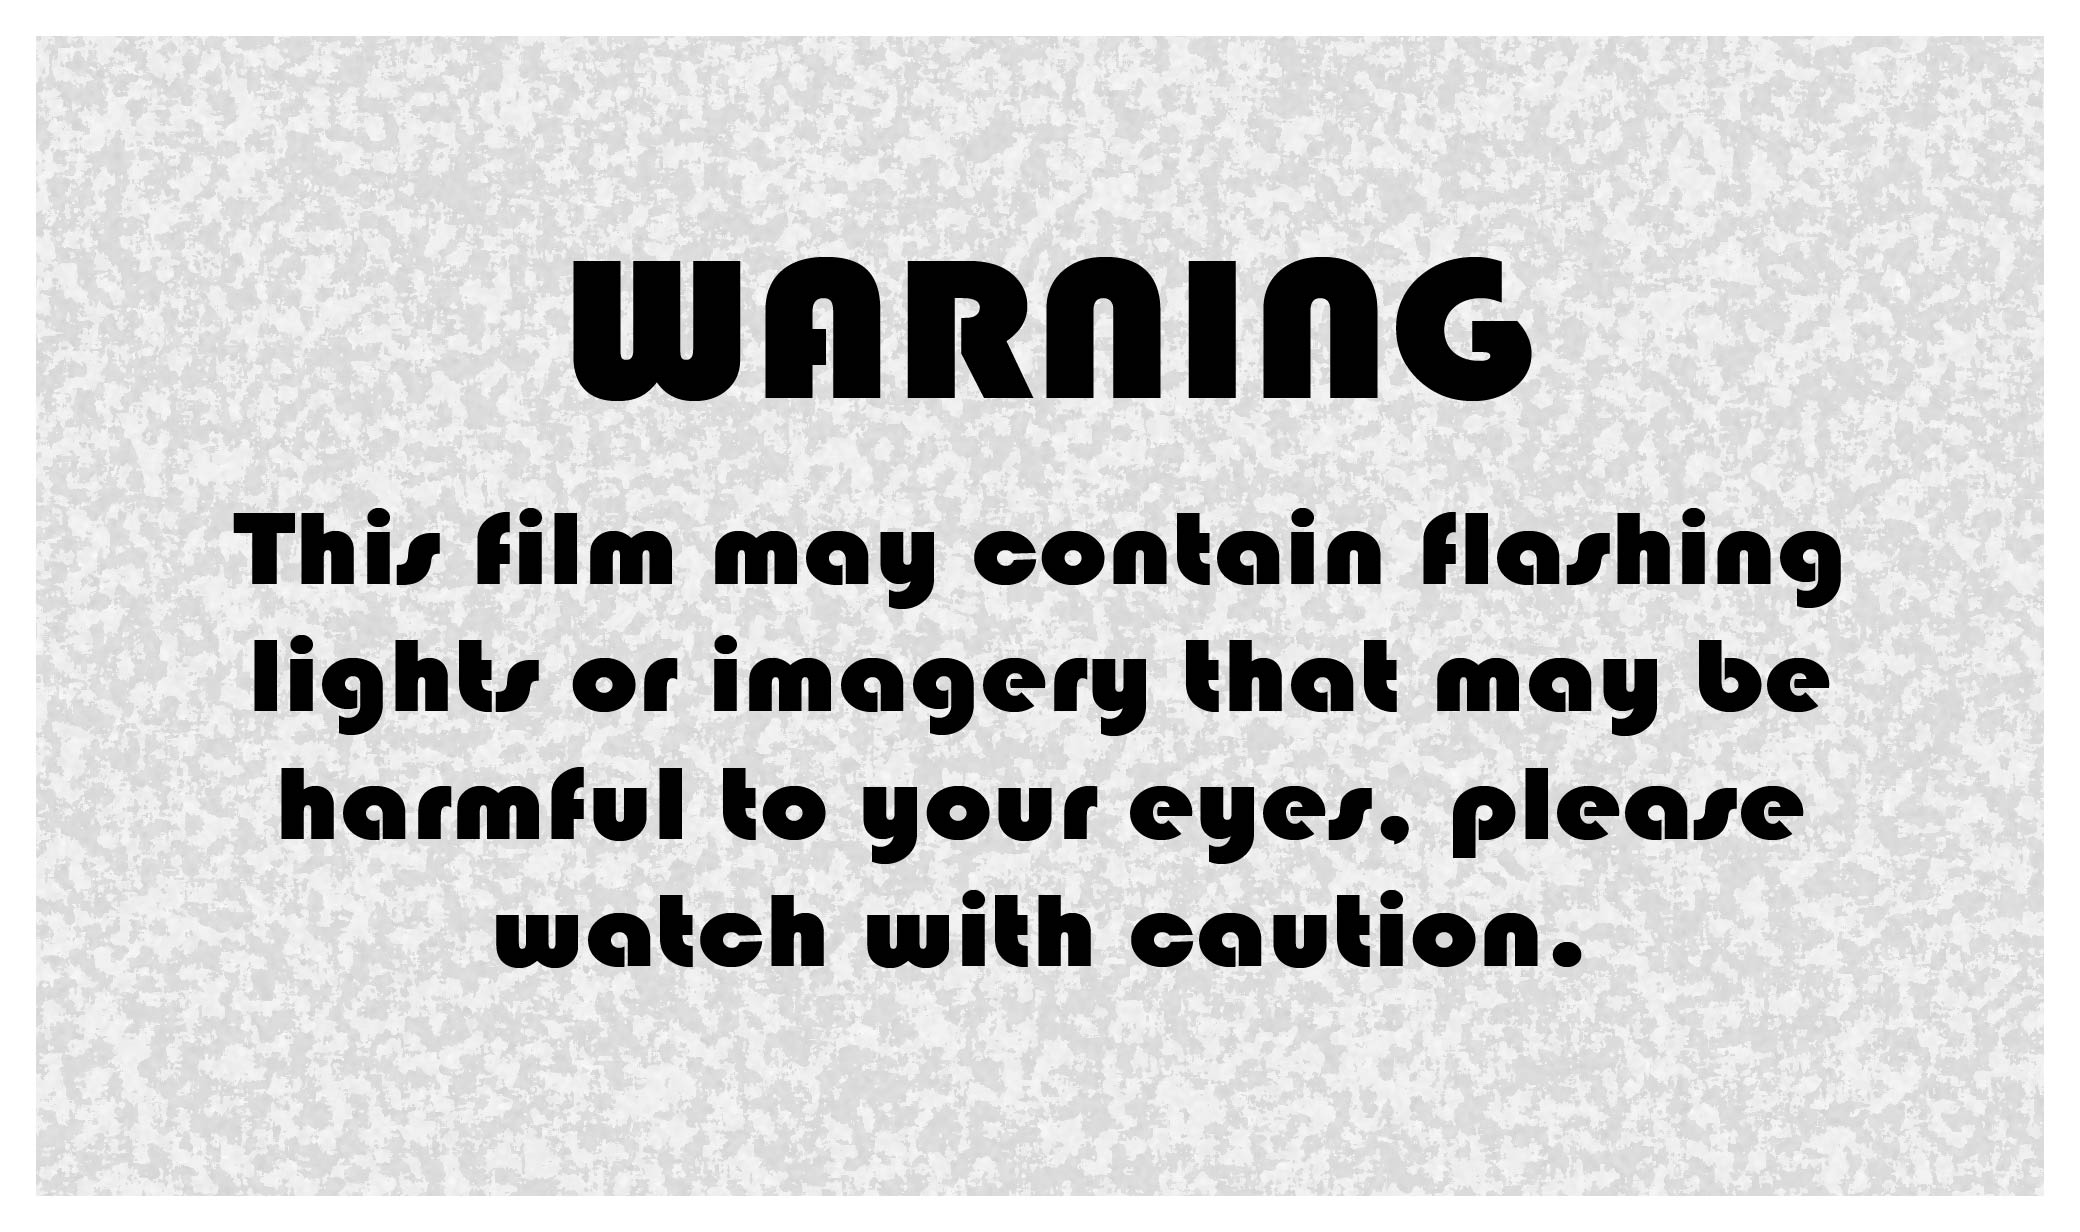 WARNING
This film may contain flashing
lights or imagery that may be
harmful to your eyes, please
watch with caution.